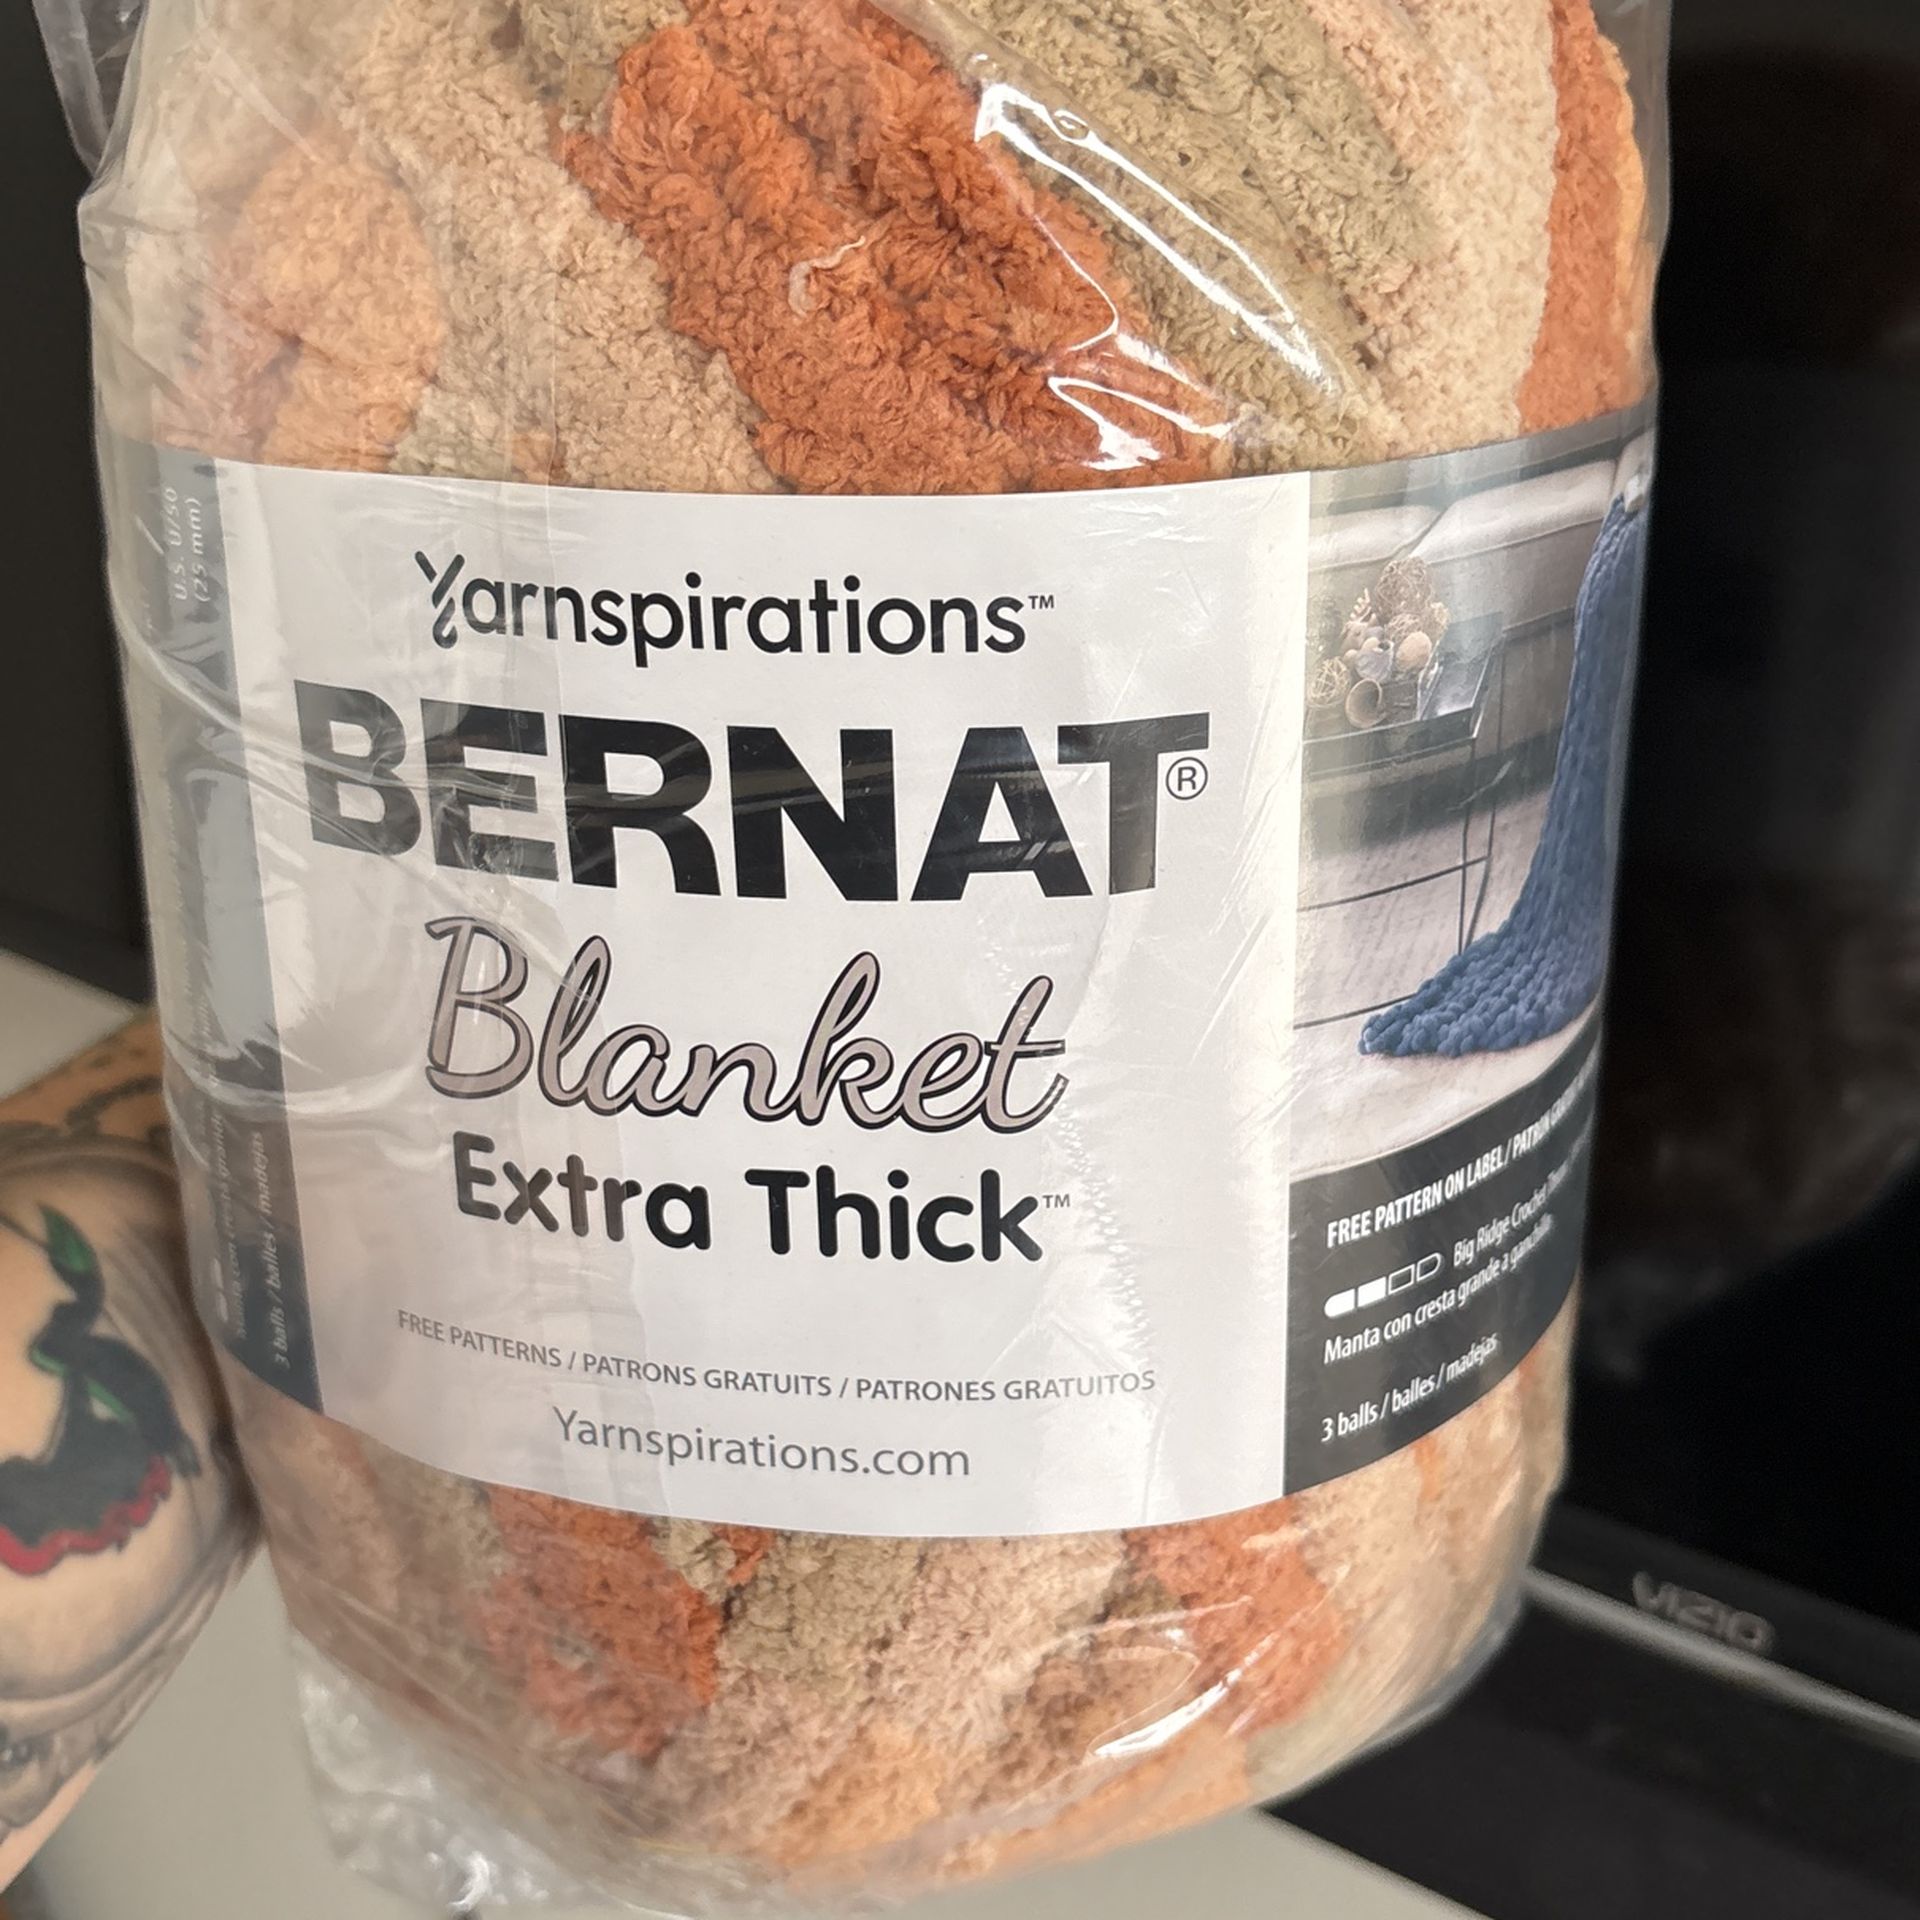 U.S. U/50
(25 mm)
Yarnspirations™
BERNAT®
Blanket
Extra Thick™
FREE PATTERNS / PATRONS GRATUITS / PATRONES GRATUITOS
Yarnspirations.com
3 balls / balles / madejas
FREE PATTERN ON LABEL / PATRON
Big Ridge Crochet
Manta con cresta grande a ganchillo
3 balls / balles / madejas
VIZIO